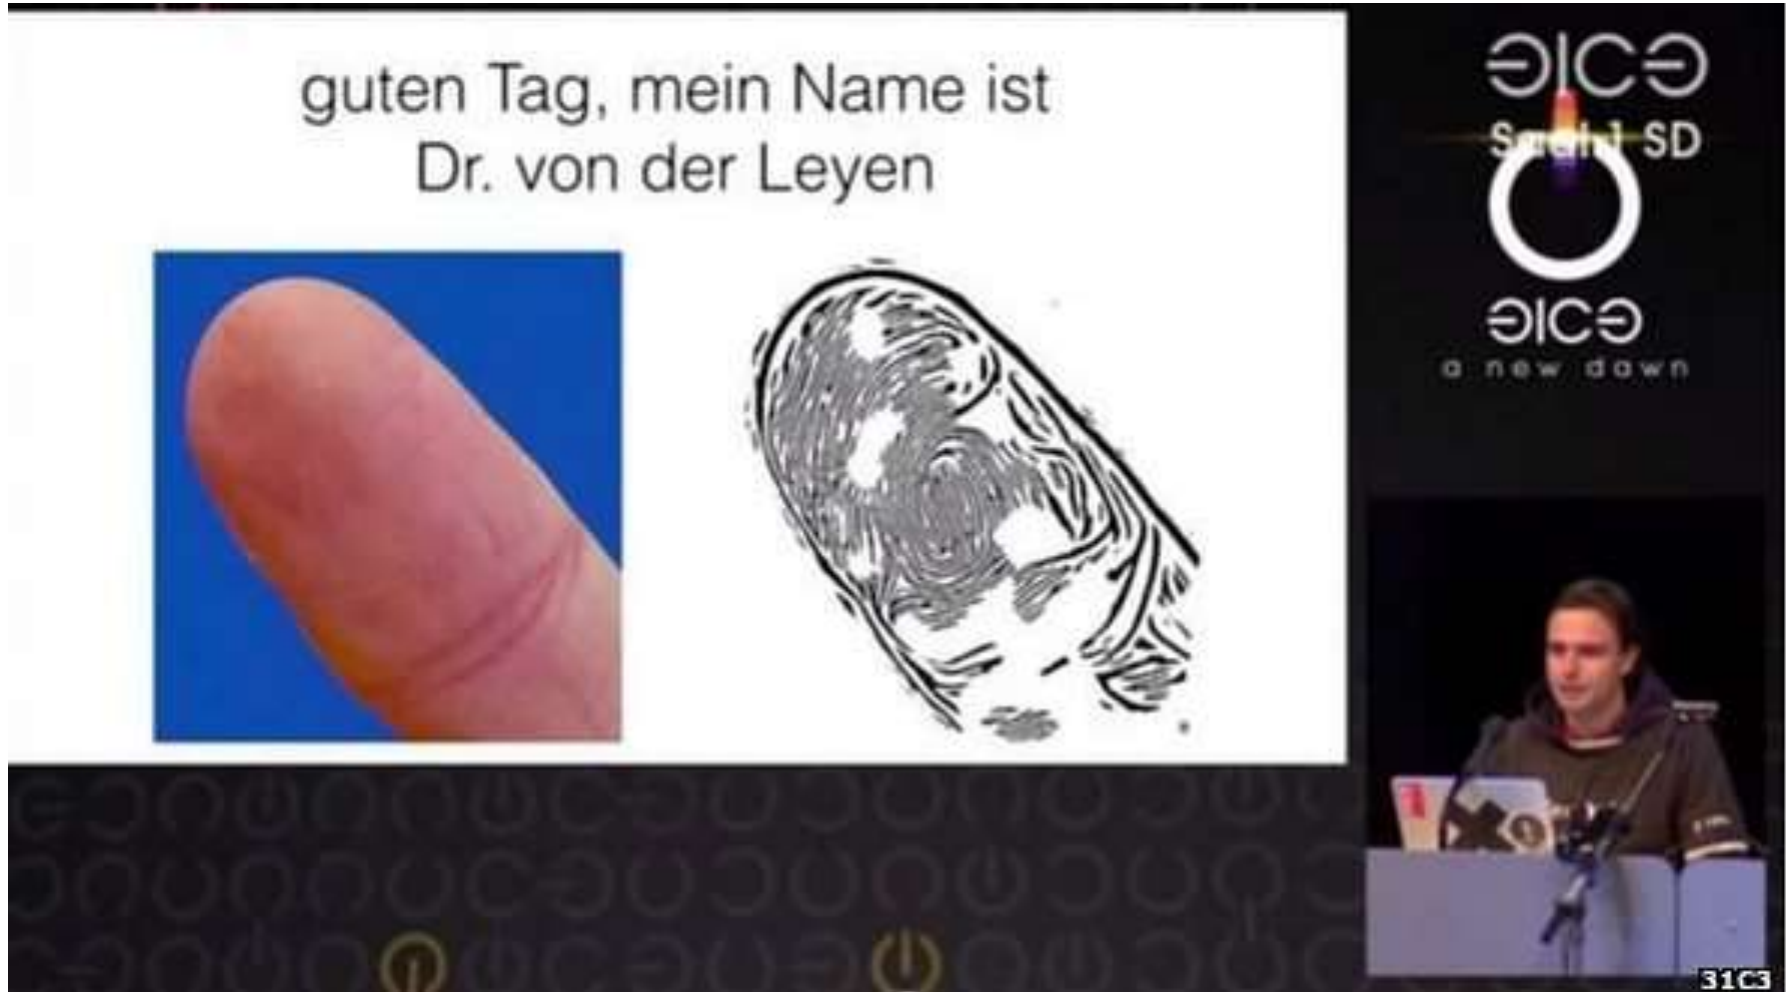 guten Tag, mein Name ist
Dr. von der Leyen
SD
a new dawn
31C3